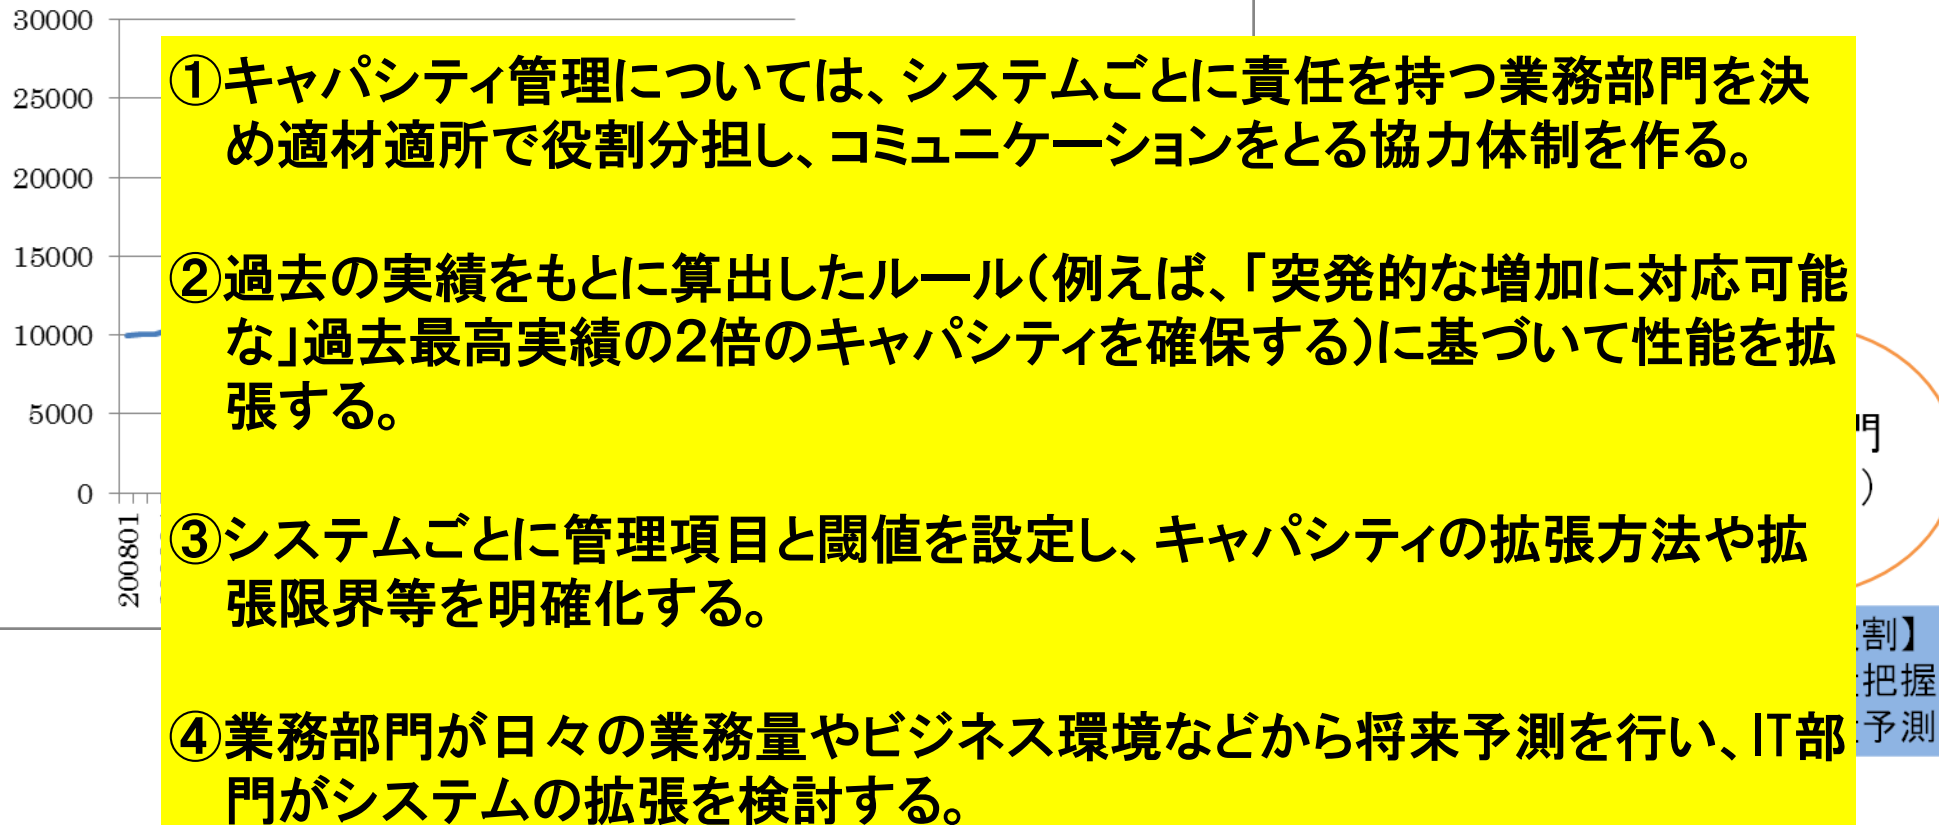 30000
25000
20000
15000
10000
5000
0
200801
①キャパシティ管理については、システムごとに責任を持つ業務部門を決
め適材適所で役割分担し、コミュニケーションをとる協力体制を作る。
②過去の実績をもとに算出したルール(例えば、「突発的な増加に対応可能
な」過去最高実績の2倍のキャパシティを確保する)に基づいて性能を拡
張する。
③システムごとに管理項目と閾値を設定し、キャパシティの拡張方法や拡
張限界等を明確化する。
④業務部門が日々の業務量やビジネス環境などから将来予測を行い、IT部
門がシステムの拡張を検討する。
門
)
割】
把握
予測